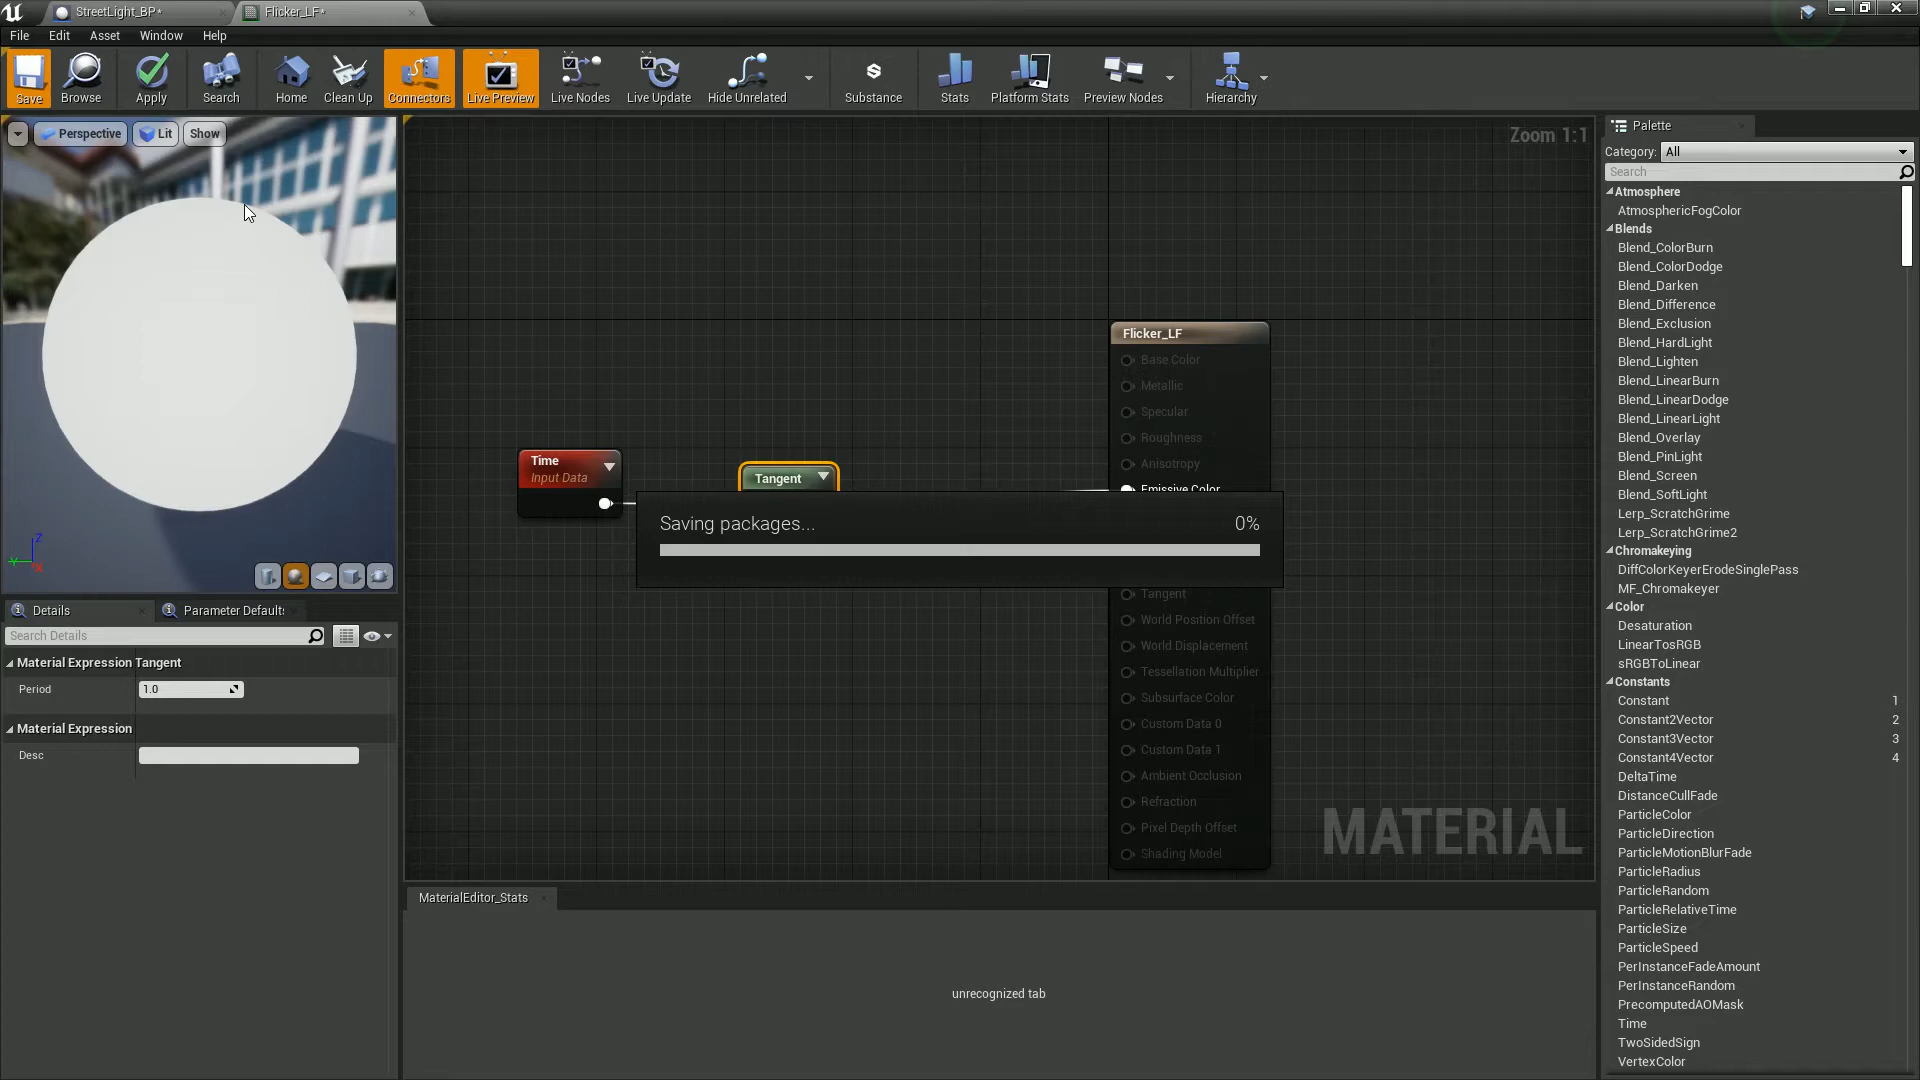 StreetLight_BP*
Flicker_LF*
File
Edit
Asset
Window
Help
Save
Browse
Apply
Search
Home
Clean Up
Connectors
Live Preview
Live Nodes
Live Update
Hide Unrelated
Substance
Stats
Platform Stats
Preview Nodes
Hierarchy
Perspective
Lit
Show
Zoom 1:1
Palette
Category:
All
Search
Atmosphere
AtmosphericFogColor
Blends
Blend_ColorBurn
Blend_ColorDodge
Blend_Darken
Blend_Difference
Blend_Exclusion
Blend_HardLight
Blend_Lighten
Blend_LinearBurn
Blend_LinearDodge
Blend_LinearLight
Blend_Overlay
Blend_PinLight
Blend_Screen
Blend_SoftLight
Lerp_ScratchGrime
Lerp_ScratchGrime2
Chromakeying
DiffColorKeyerErodeSinglePass
MF_Chromakeyer
Color
Desaturation
LinearTosRGB
sRGBToLinear
Constants
Constant 1
Constant2Vector 2
Constant3Vector 3
Constant4Vector 4
DeltaTime
DistanceCullFade
ParticleColor
ParticleDirection
ParticleMotionBlurFade
ParticleRadius
ParticleRandom
ParticleRelativeTime
ParticleSize
ParticleSpeed
PerInstanceFadeAmount
PerInstanceRandom
PrecomputedAOMask
Time
TwoSidedSign
VertexColor
Flicker_LF
Base Color
Metallic
Specular
Roughness
Anisotropy
Emissive Color
Tangent
World Position Offset
World Displacement
Tessellation Multiplier
Subsurface Color
Custom Data 0
Custom Data 1
Ambient Occlusion
Refraction
Pixel Depth Offset
Shading Model
Time
Input Data
Tangent
Saving packages...
0%
MATERIAL
Z
Y
X
Details
Parameter Defaults
Search Details
Material Expression Tangent
Period
1.0
Material Expression
Desc
MaterialEditor_Stats
unrecognized tab